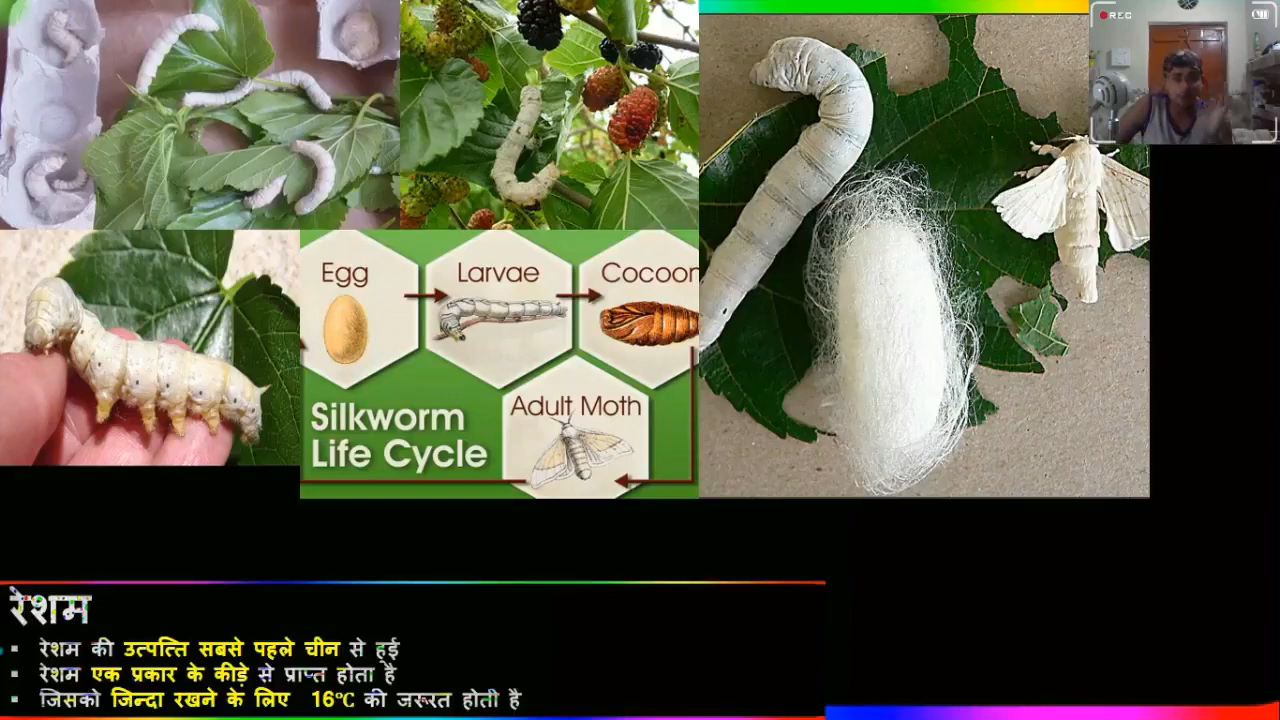 REC
Egg
Larvae
Cocoon
Adult Moth
Silkworm
Life Cycle
रेशम
▪ रेशम की उत्पत्ति सबसे पहले चीन से हुई
▪ रेशम एक प्रकार के कीड़े से प्राप्त होता है
▪ जिसको जिन्दा रखने के लिए 16℃ की जरूरत होती है